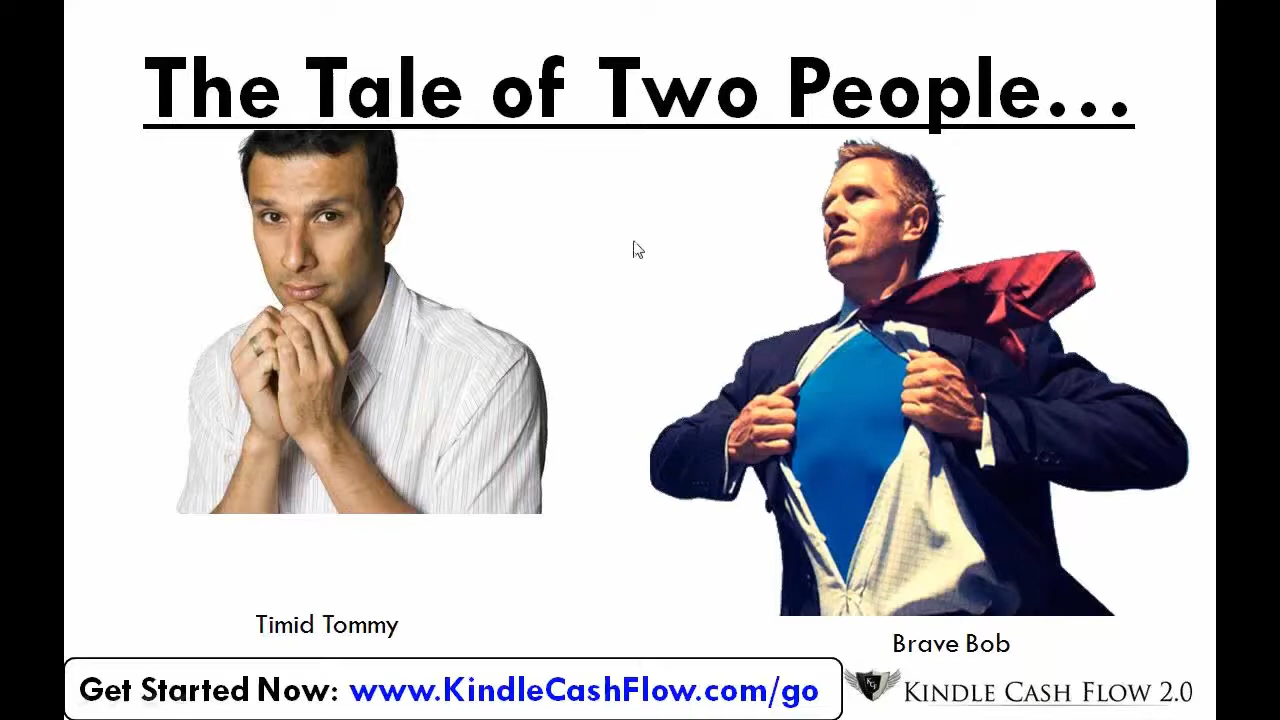 The Tale of Two People...
Timid Tommy
Brave Bob
Get Started Now: www.KindleCashFlow.com/go
KCF
KINDLE CASH FLOW 2.0